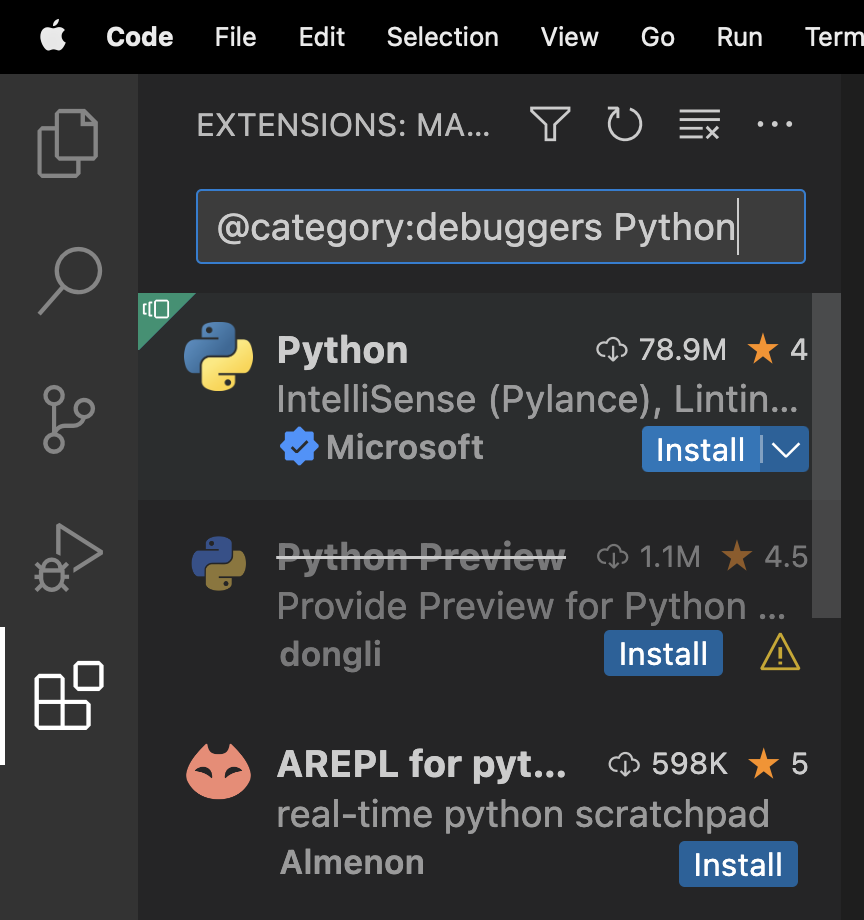 Code File Edit Selection View Go Run Term
EXTENSIONS: MA...
@category:debuggers Python
Python 78.9M 4
IntelliSense (Pylance), Lintin...
Microsoft Install
Python Preview 1.1M 4.5
Provide Preview for Python ...
dongli Install
AREPL for pyt... 598K 5
real-time python scratchpad
Almenon Install